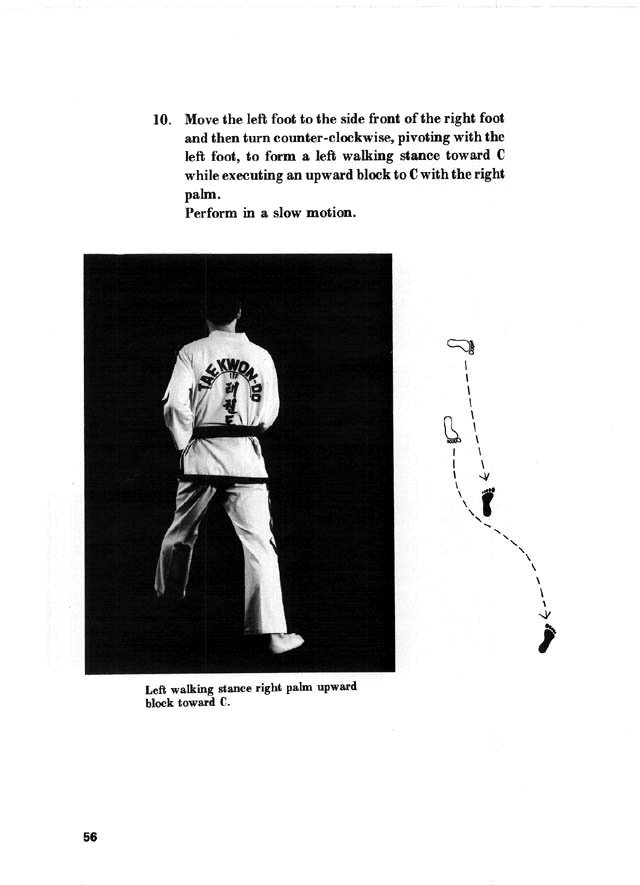 10. Move the left foot to the side front of the right foot
and then turn counter-clockwise, pivoting with the
left foot, to form a left walking stance toward C
while executing an upward block to C with the right
palm.
Perform in a slow motion.
TAEKWON-DO
ITF
태
권
도
Left walking stance right palm upward
block toward C.
56